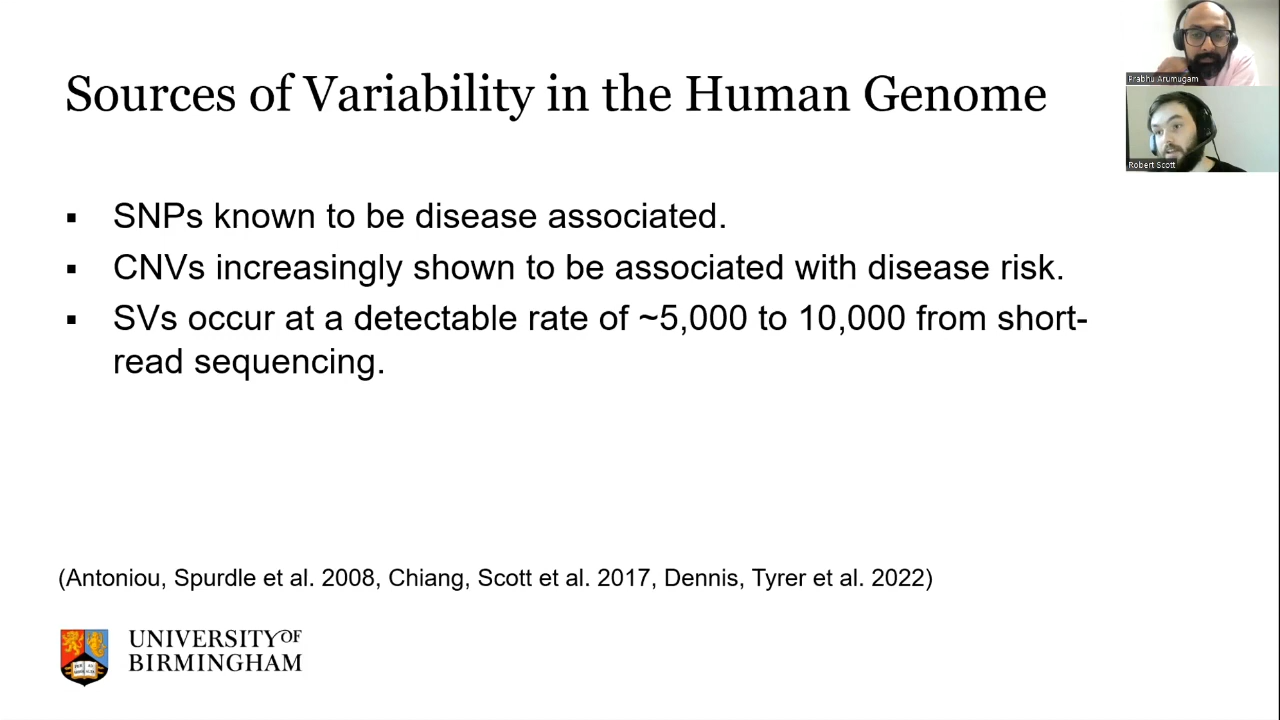 Sources of Variability in the Human Genome
Prabhu Arumugam
Robert Scott
▪ SNPs known to be disease associated.
▪ CNVs increasingly shown to be associated with disease risk.
▪ SVs occur at a detectable rate of ~5,000 to 10,000 from short-
read sequencing.
(Antoniou, Spurdle et al. 2008, Chiang, Scott et al. 2017, Dennis, Tyrer et al. 2022)
UNIVERSITY OF
BIRMINGHAM